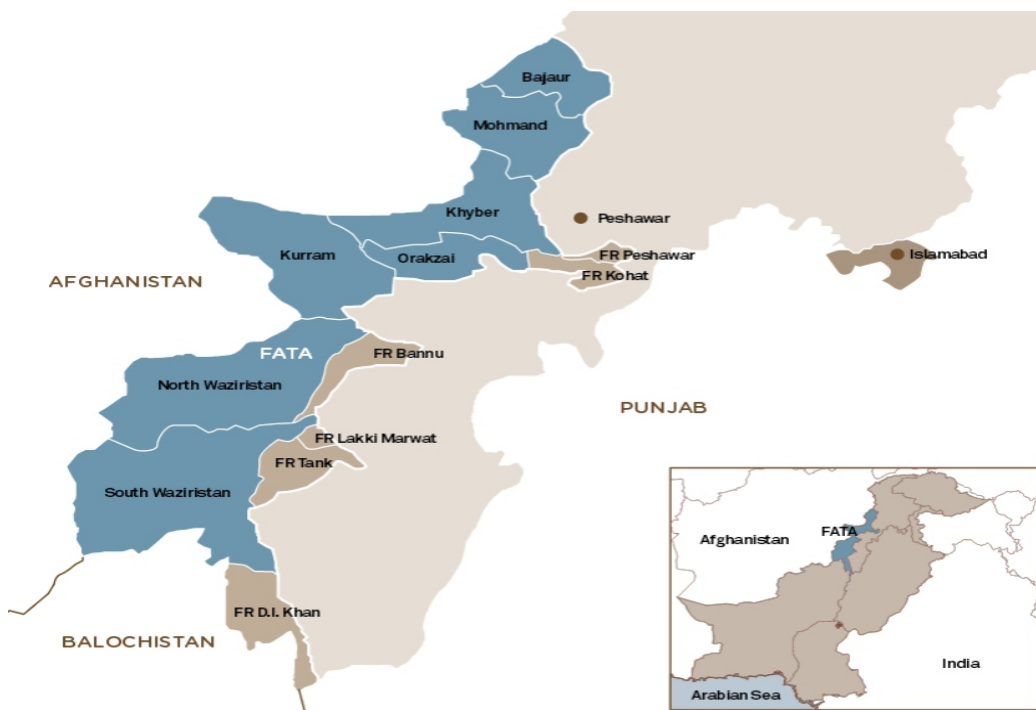 Bajaur
Mohmand
Khyber
Peshawar
Kurram
Orakzai
FR Peshawar
Islamabad
FR Kohat
AFGHANISTAN
FATA
FR Bannu
North Waziristan
PUNJAB
FR Lakki Marwat
FR Tank
South Waziristan
FR D.I. Khan
BALOCHISTAN
FATA
Afghanistan
India
Arabian Sea